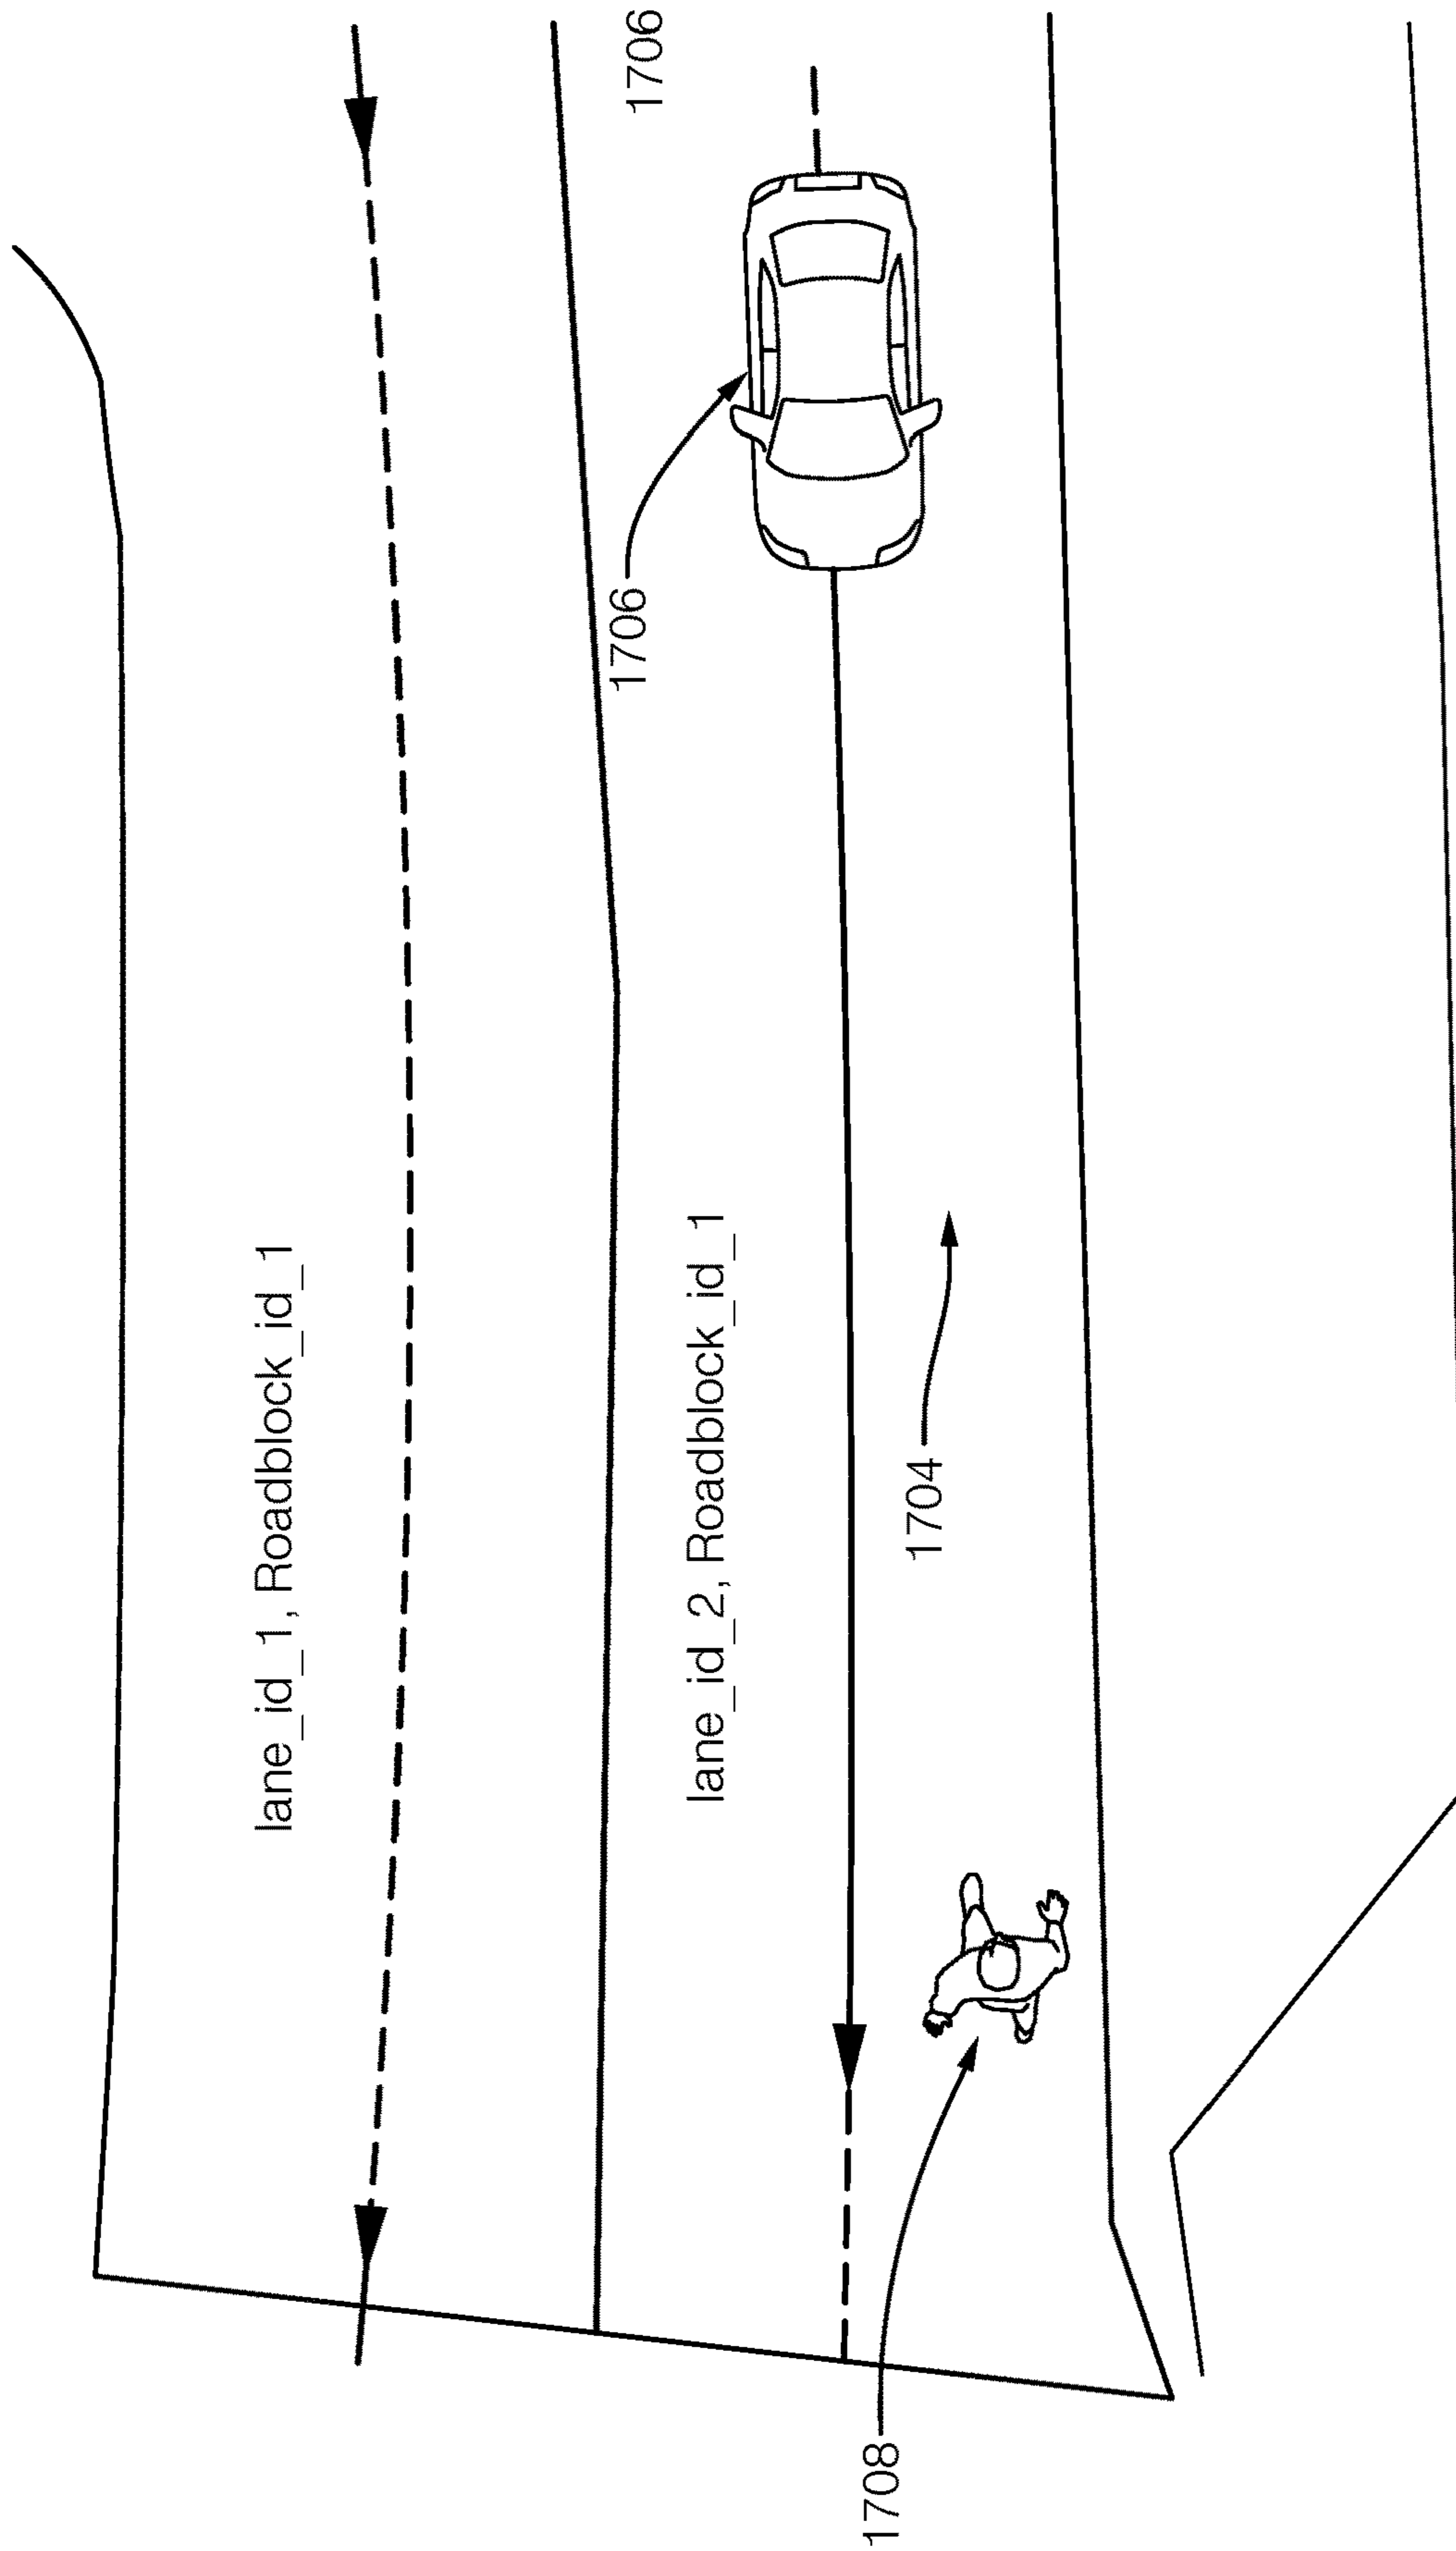 lane_id_1, Roadblock_id_1
1706
1706
lane_id_2, Roadblock_id_1
1704
1708